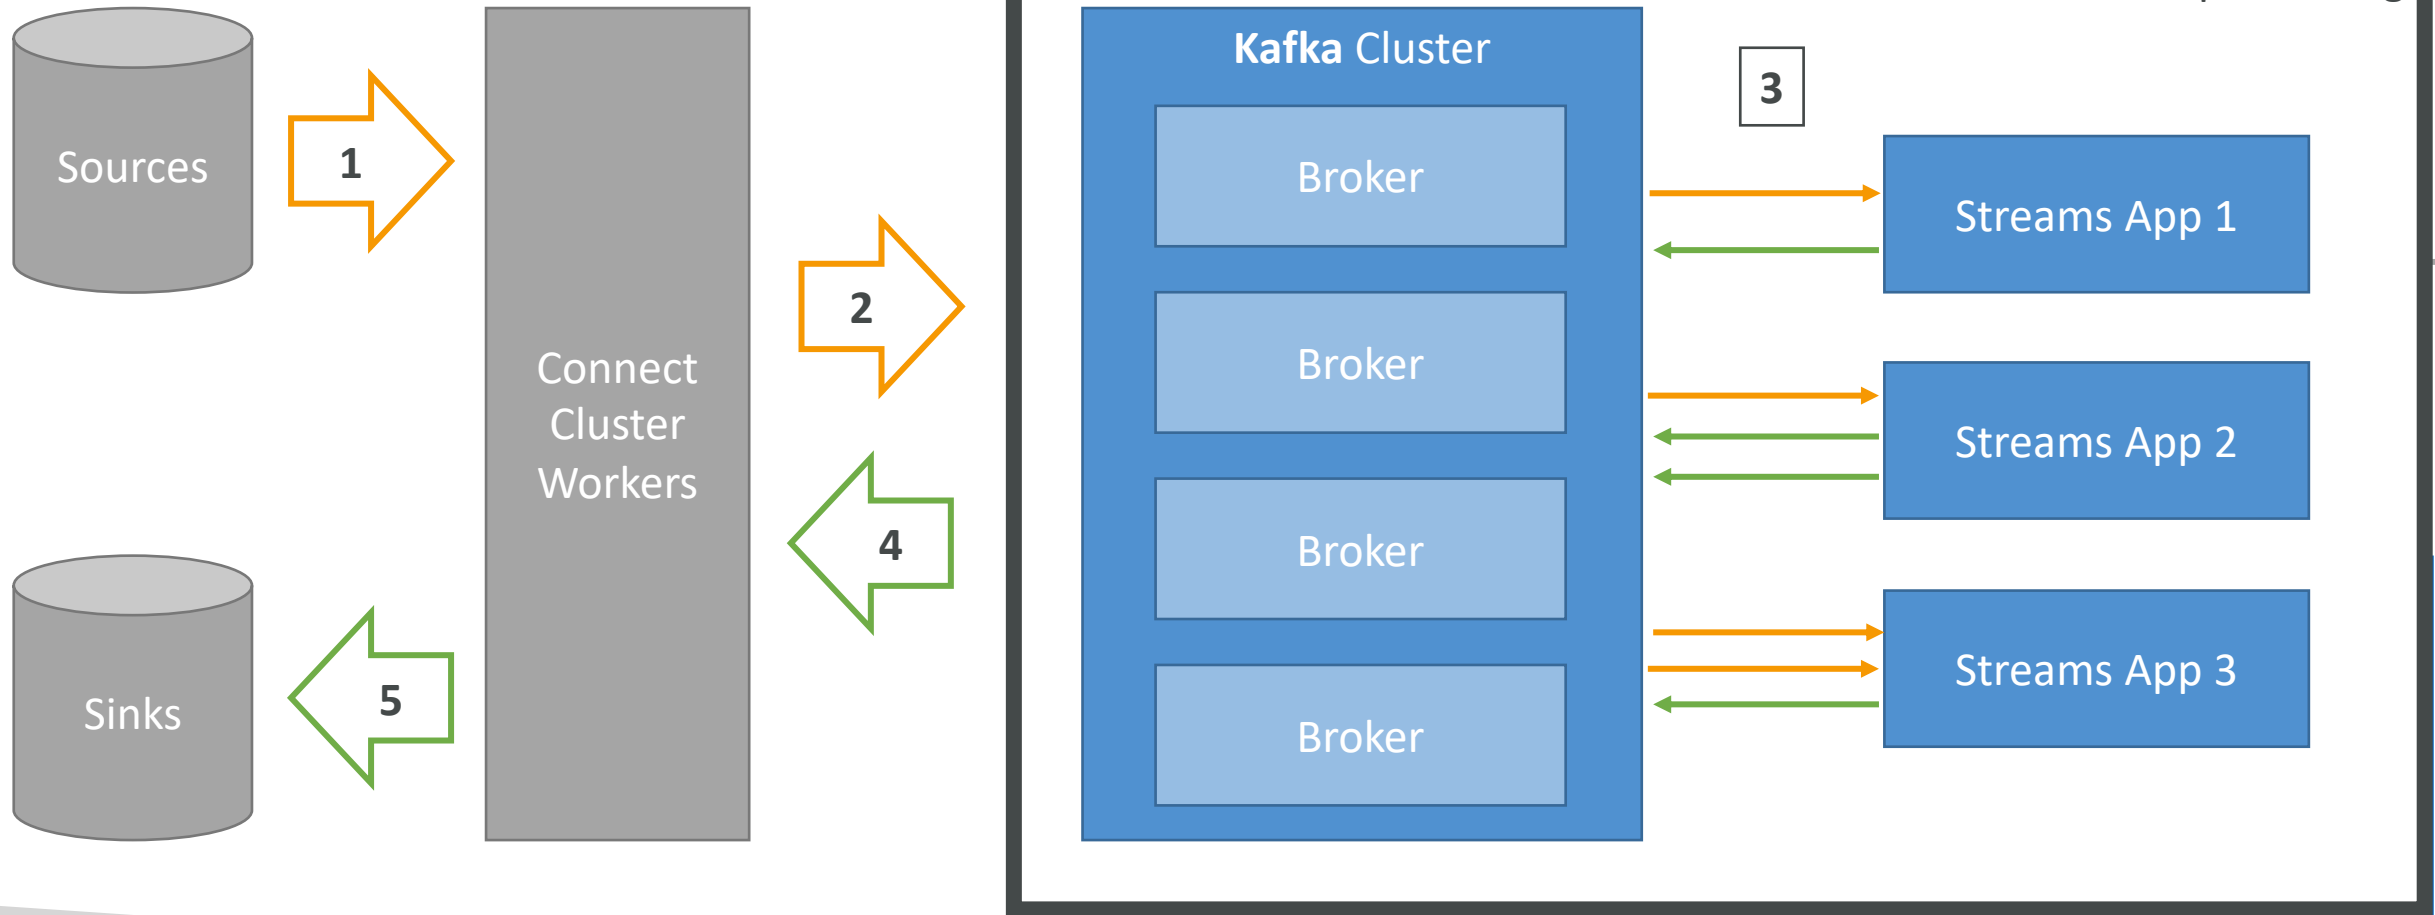 Kafka Cluster
3
Sources
1
Broker
Streams App 1
2
Broker
Connect
Cluster
Workers
Streams App 2
4
Broker
Sinks
5
Streams App 3
Broker